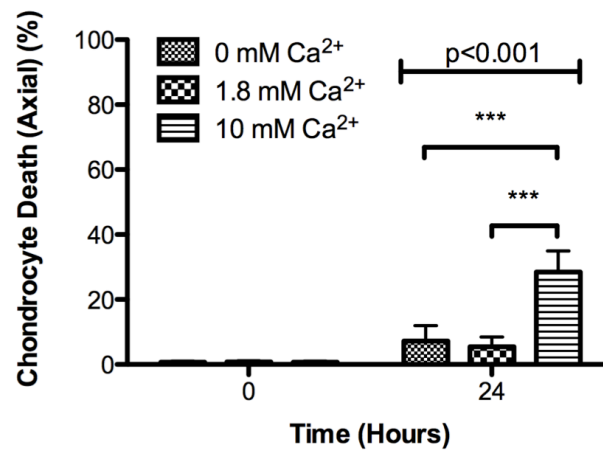 Chondrocyte Death (Axial) (%)
100
80
60
40
20
0
0 mM Ca²⁺
1.8 mM Ca²⁺
10 mM Ca²⁺
p<0.001
***
***
0
24
Time (Hours)